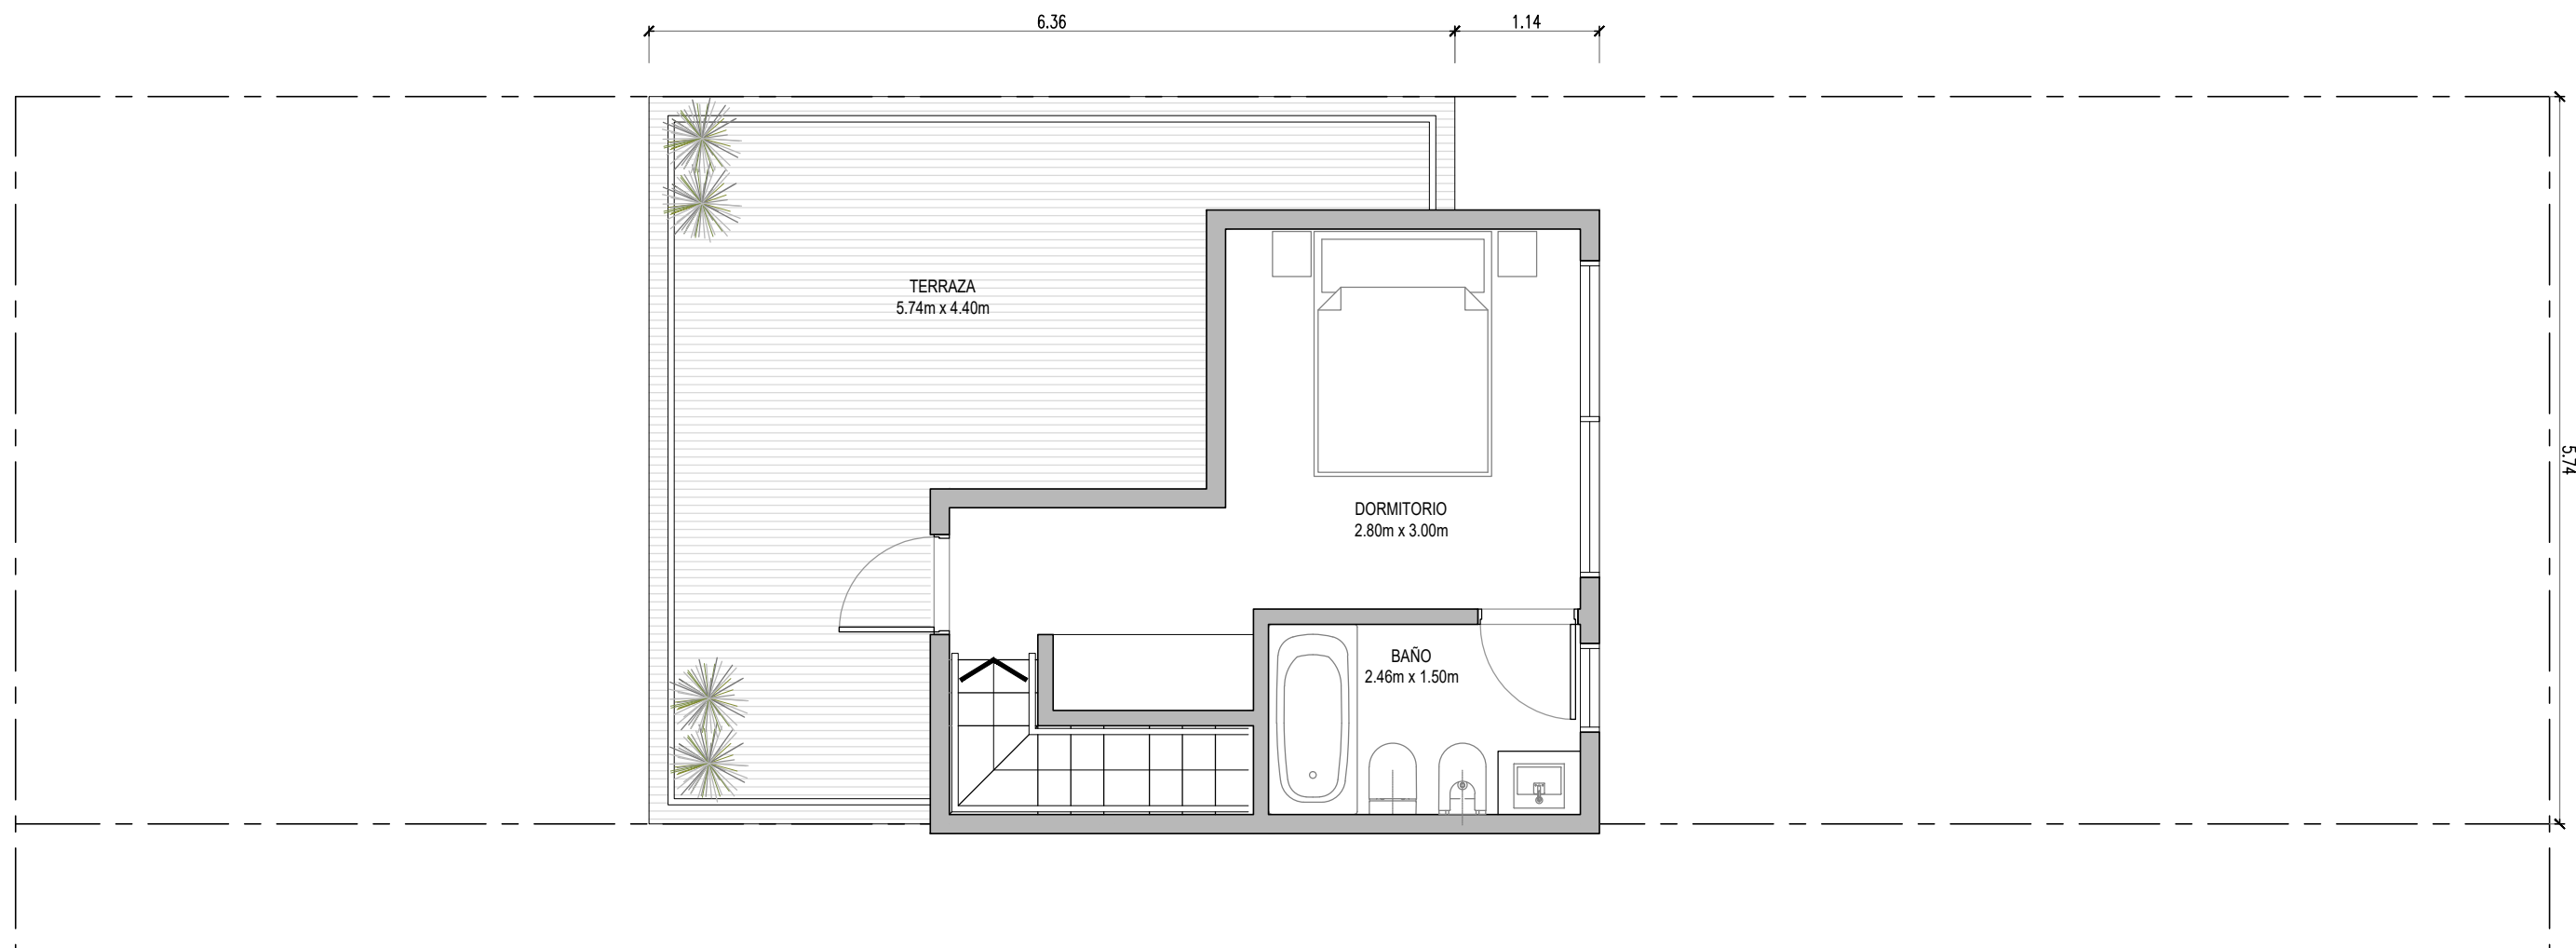 6.36
1.14
TERRAZA
5.74m x 4.40m
5.74
DORMITORIO
2.80m x 3.00m
BAÑO
2.46m x 1.50m